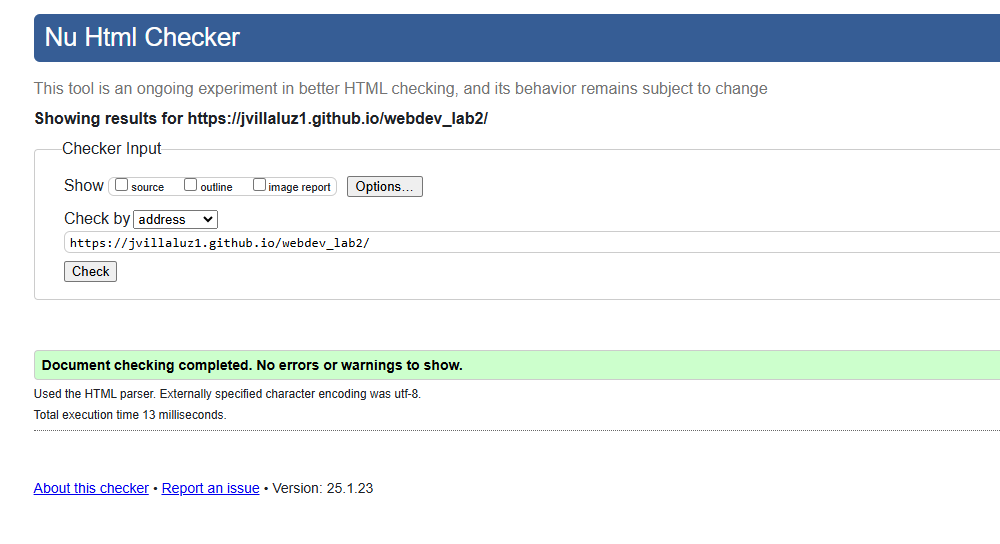 Nu Html Checker
This tool is an ongoing experiment in better HTML checking, and its behavior remains subject to change
Showing results for https://jvillaluz1.github.io/webdev_lab2/
Checker Input
Show source outline image report Options...
Check by address
https://jvillaluz1.github.io/webdev_lab2/
Check
Document checking completed. No errors or warnings to show.
Used the HTML parser. Externally specified character encoding was utf-8.
Total execution time 13 milliseconds.
About this checker • Report an issue • Version: 25.1.23